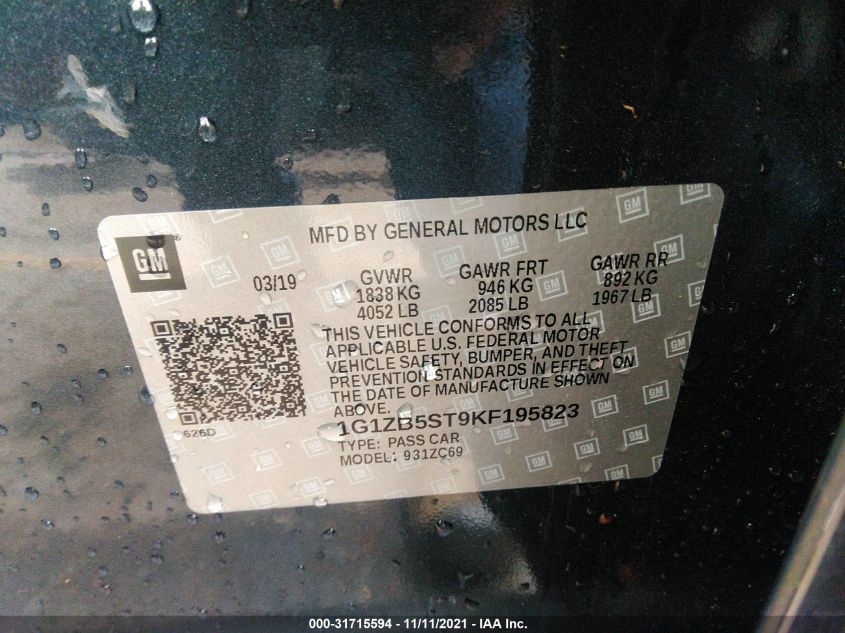 MFD BY GENERAL MOTORS LLC
GM
03/19
GVWR GAWR FRT GAWR RR
1838 KG 946 KG 892 KG
4052 LB 2085 LB 1967 LB
THIS VEHICLE CONFORMS TO ALL
APPLICABLE U.S. FEDERAL MOTOR
VEHICLE SAFETY, BUMPER, AND THEFT
PREVENTION STANDARDS IN EFFECT ON
THE DATE OF MANUFACTURE SHOWN
ABOVE.
626D
1G1ZB5ST9KF195823
TYPE: PASS CAR
MODEL: 931ZC69
000-31715594 - 11/11/2021 - IAA Inc.